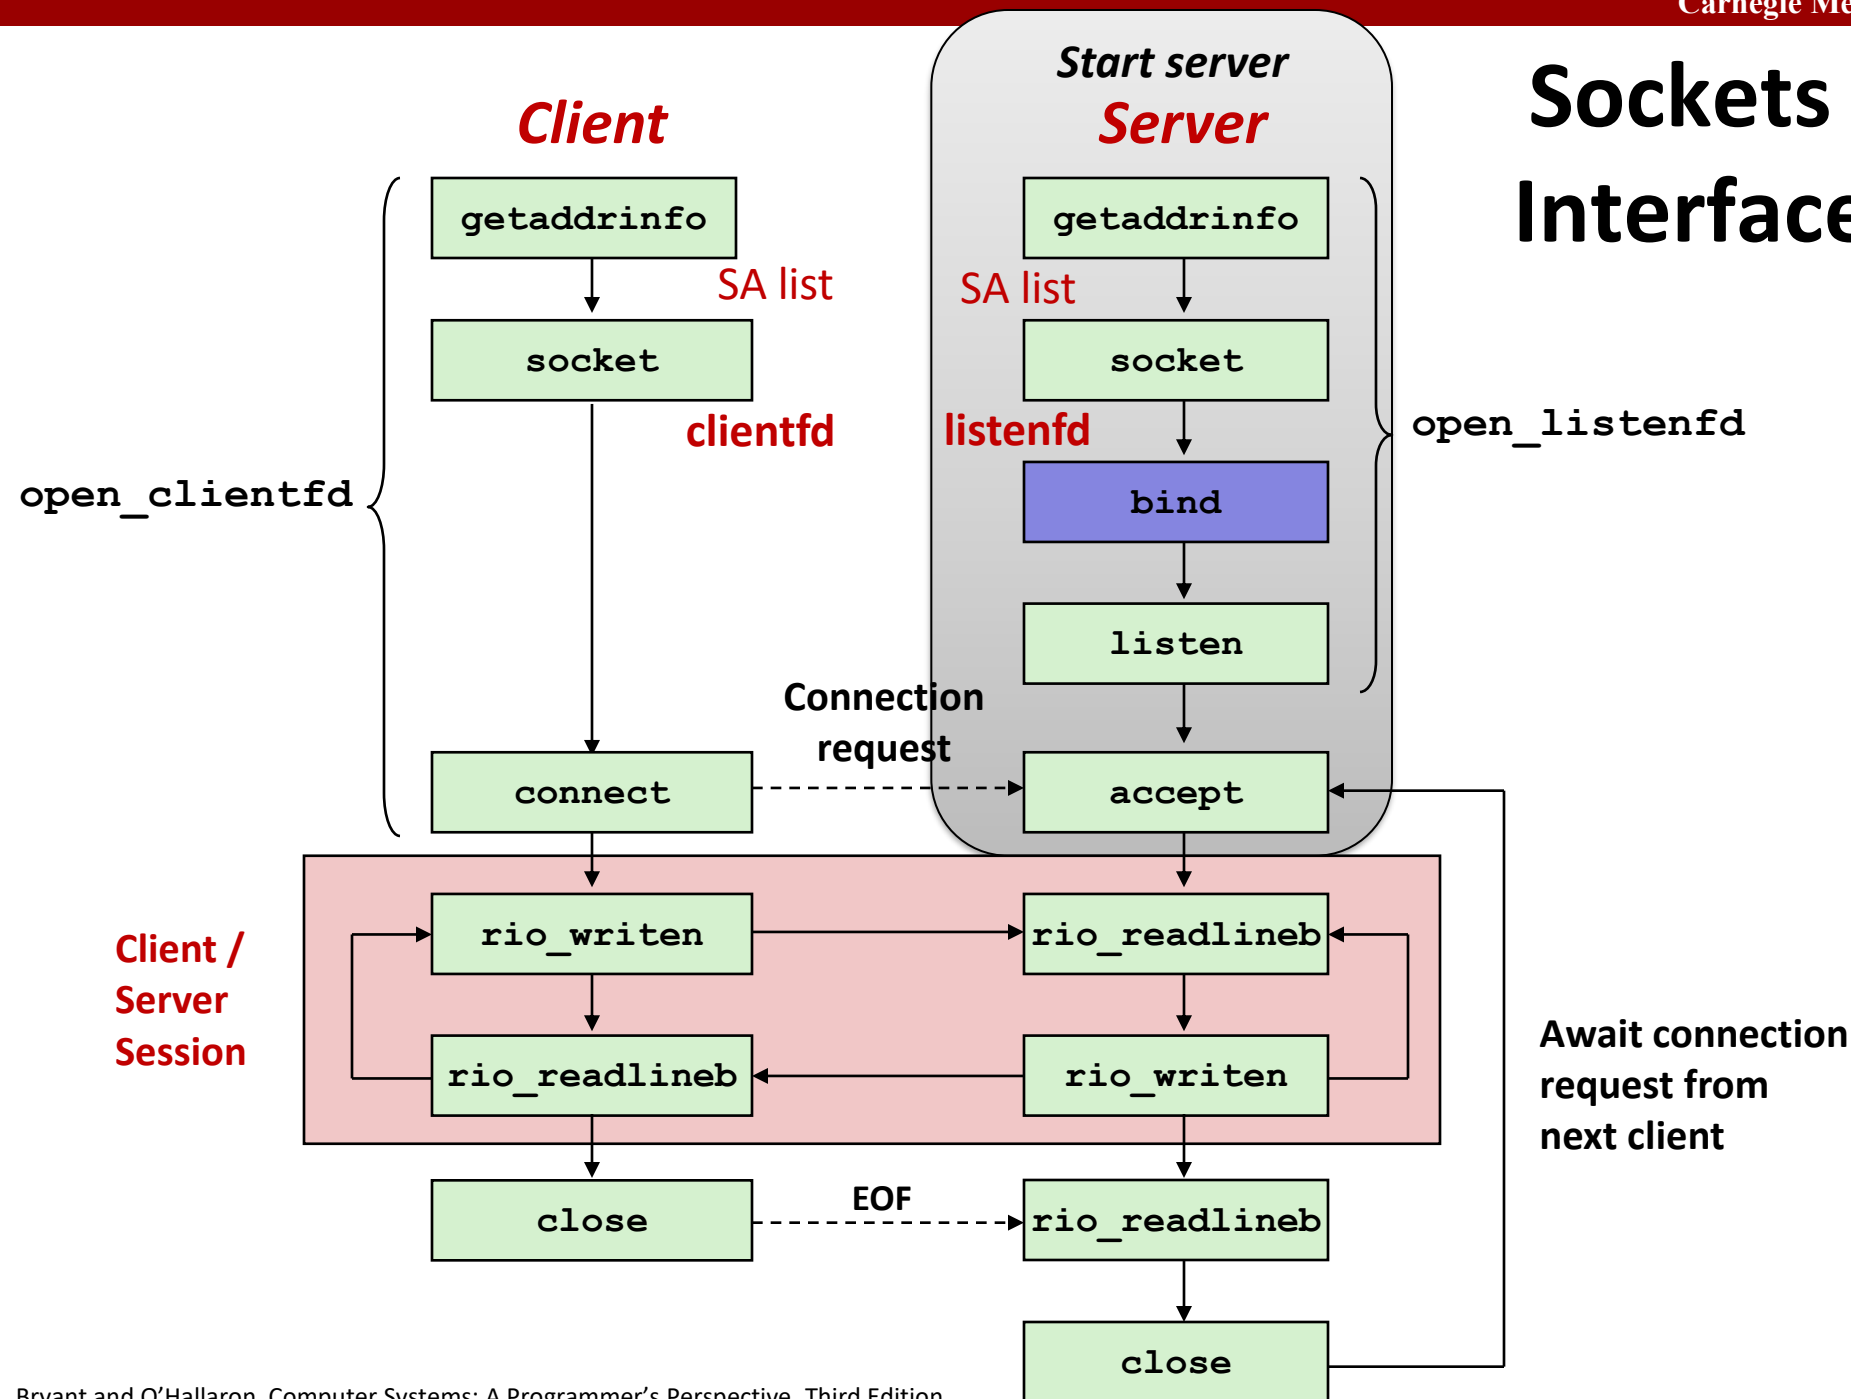 Carnegie Me
Start server
Client
Server
Sockets
Interface
getaddrinfo
getaddrinfo
SA list
SA list
socket
socket
clientfd
listenfd
open_listenfd
open_clientfd
bind
listen
Connection
request
connect
accept
Client /
Server
Session
rio_writen
rio_readlineb
rio_readlineb
rio_writen
Await connection
request from
next client
close
EOF
rio_readlineb
close
Bryant and O'Hallaron, Computer Systems: A Programmer's Perspective, Third Edition